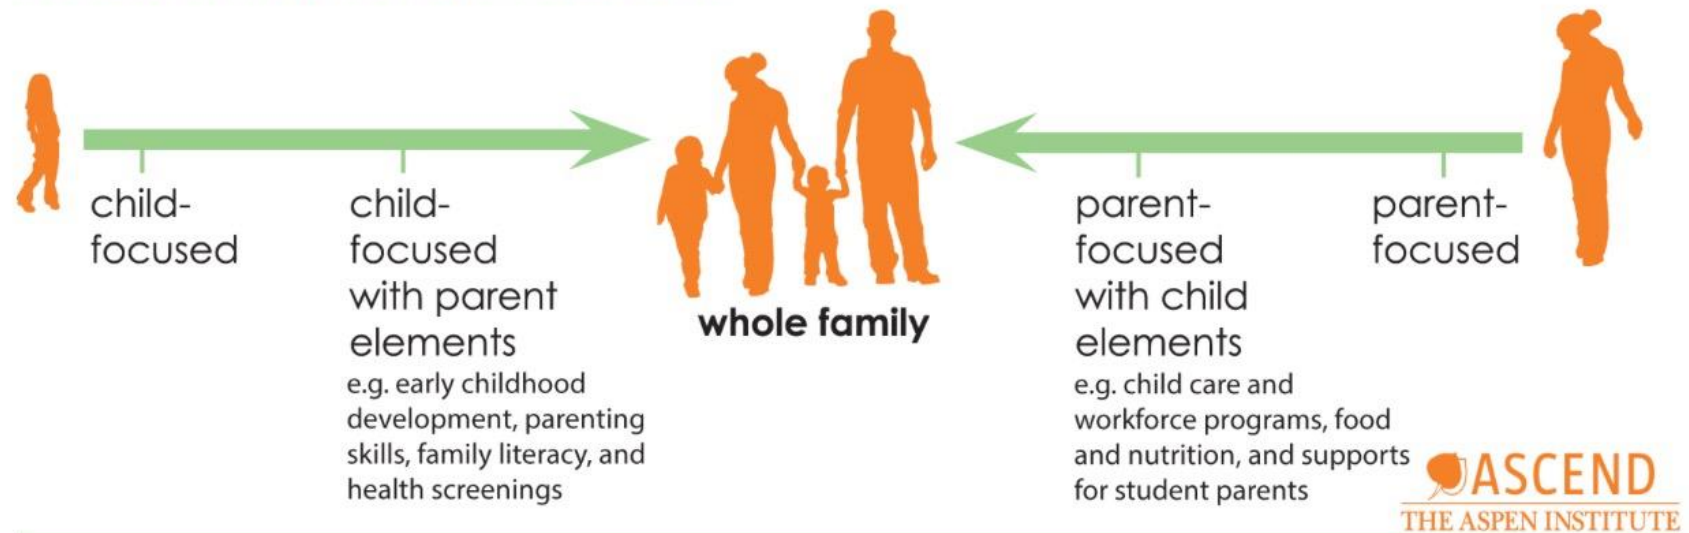 child-
focused
child-
focused
with parent
elements
e.g. early childhood
development, parenting
skills, family literacy, and
health screenings
whole family
parent-
focused
with child
elements
e.g. child care and
workforce programs, food
and nutrition, and supports
for student parents
parent-
focused
ASCEND
THE ASPEN INSTITUTE